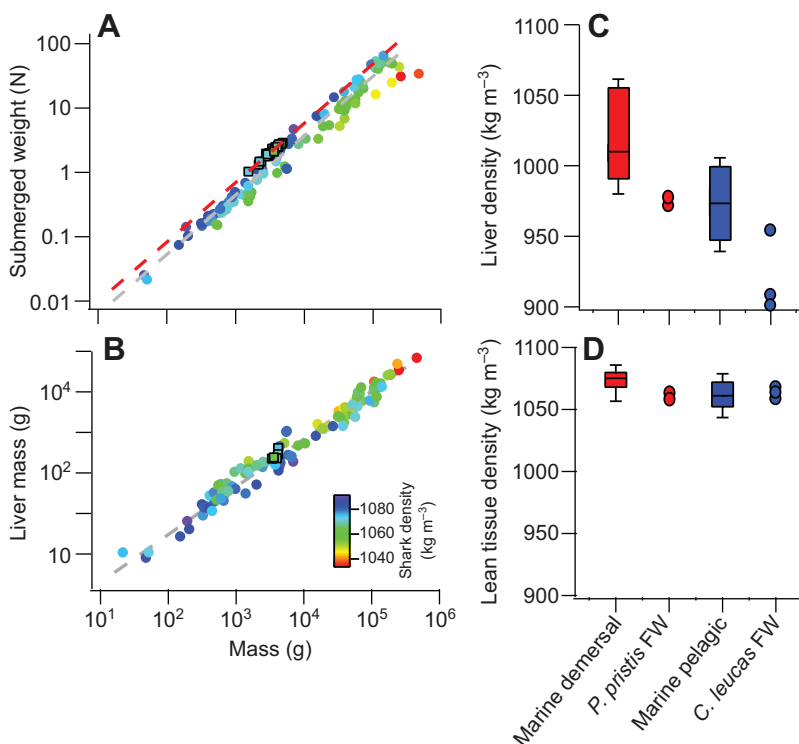 A
Submerged weight (N)
100
10
1
0.1
0.01
B
Liver mass (g)
10⁴
10²
10
1080
1060
1040
Shark density
(kg m⁻³)
10¹ 10² 10³ 10⁴ 10⁵ 10⁶
Mass (g)
C
Liver density (kg m⁻³)
1100
1050
1000
950
900
D
Lean tissue density (kg m⁻³)
1100
1050
1000
950
900
Marine demersal
P. pristis FW
Marine pelagic
C. leucas FW